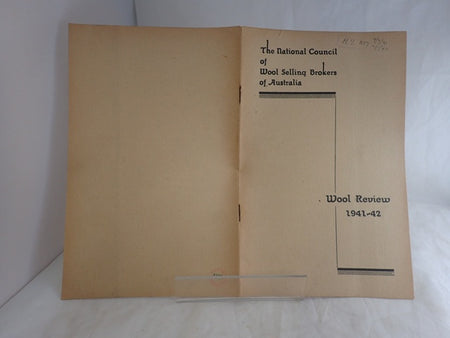 The National Council
of
Wool Selling Brokers
of Australia
Wool Review
1941-42